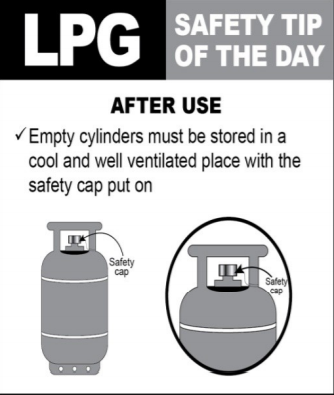 LPG
SAFETY TIP
OF THE DAY
AFTER USE
✓ Empty cylinders must be stored in a
cool and well ventilated place with the
safety cap put on
Safety
cap
Safety
cap